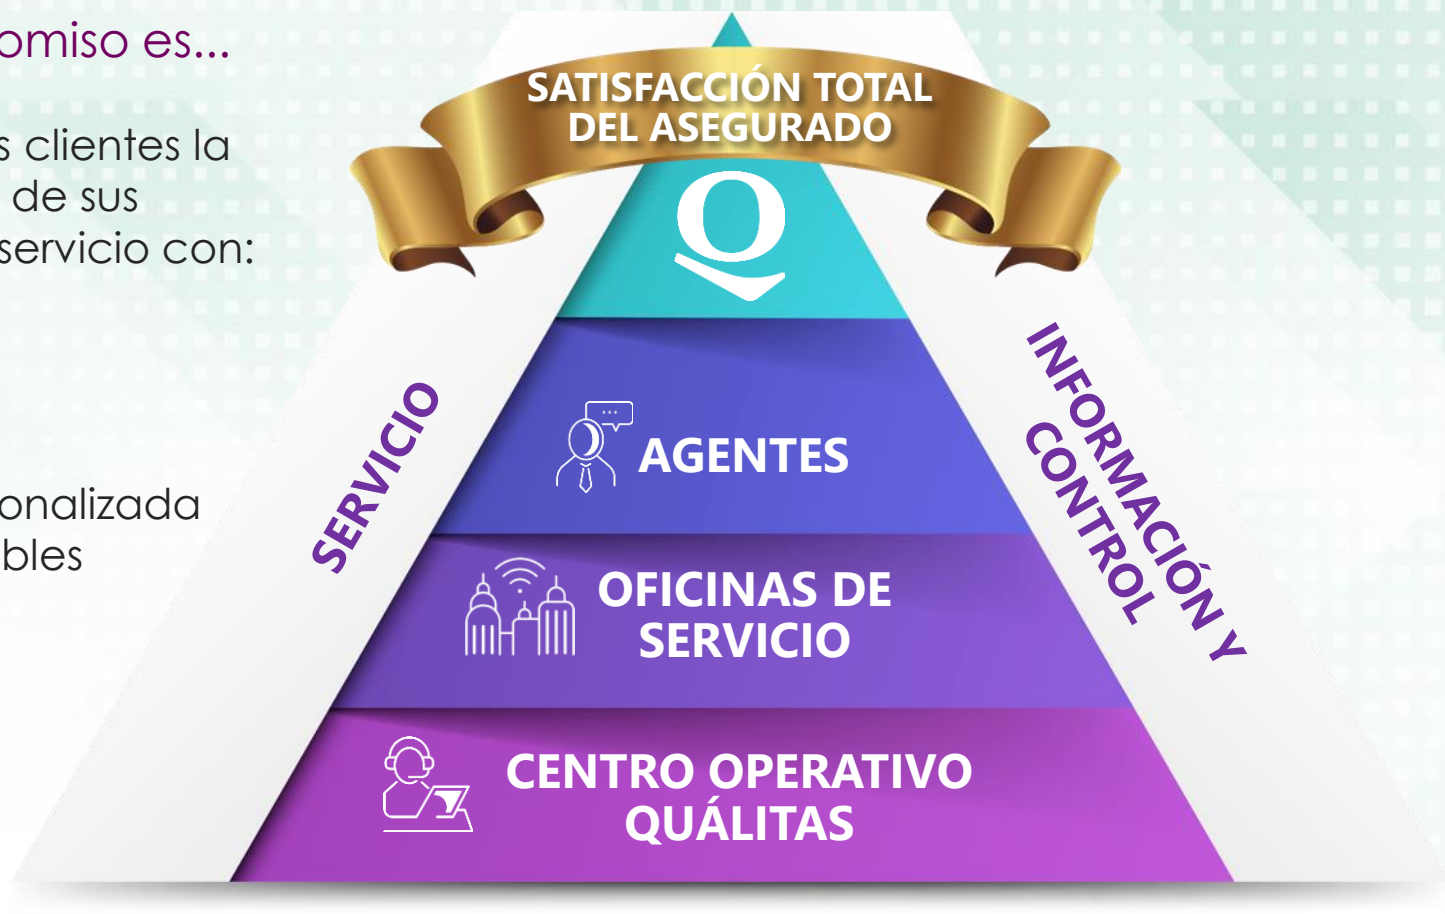 omiso es...
s clientes la
de sus
servicio con:
onalizada
bles
SATISFACCIÓN TOTAL
DEL ASEGURADO
Q
SERVICIO
INFORMACIÓN Y
CONTROL
AGENTES
OFICINAS DE
SERVICIO
CENTRO OPERATIVO
QUÁLITAS